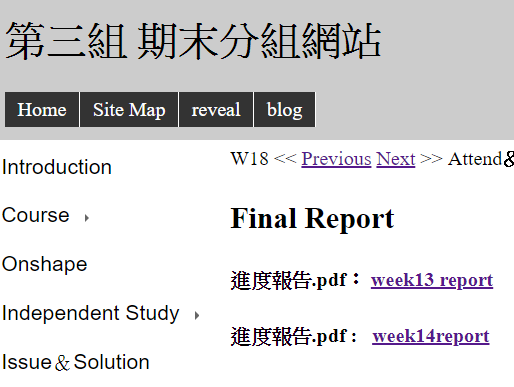 第三組 期末分組網站
Home Site Map reveal blog
W18 << Previous Next >> Attend&
Introduction
Course
Onshape
Independent Study
Issue＆Solution
Final Report
進度報告.pdf： week13 report
進度報告.pdf： week14report